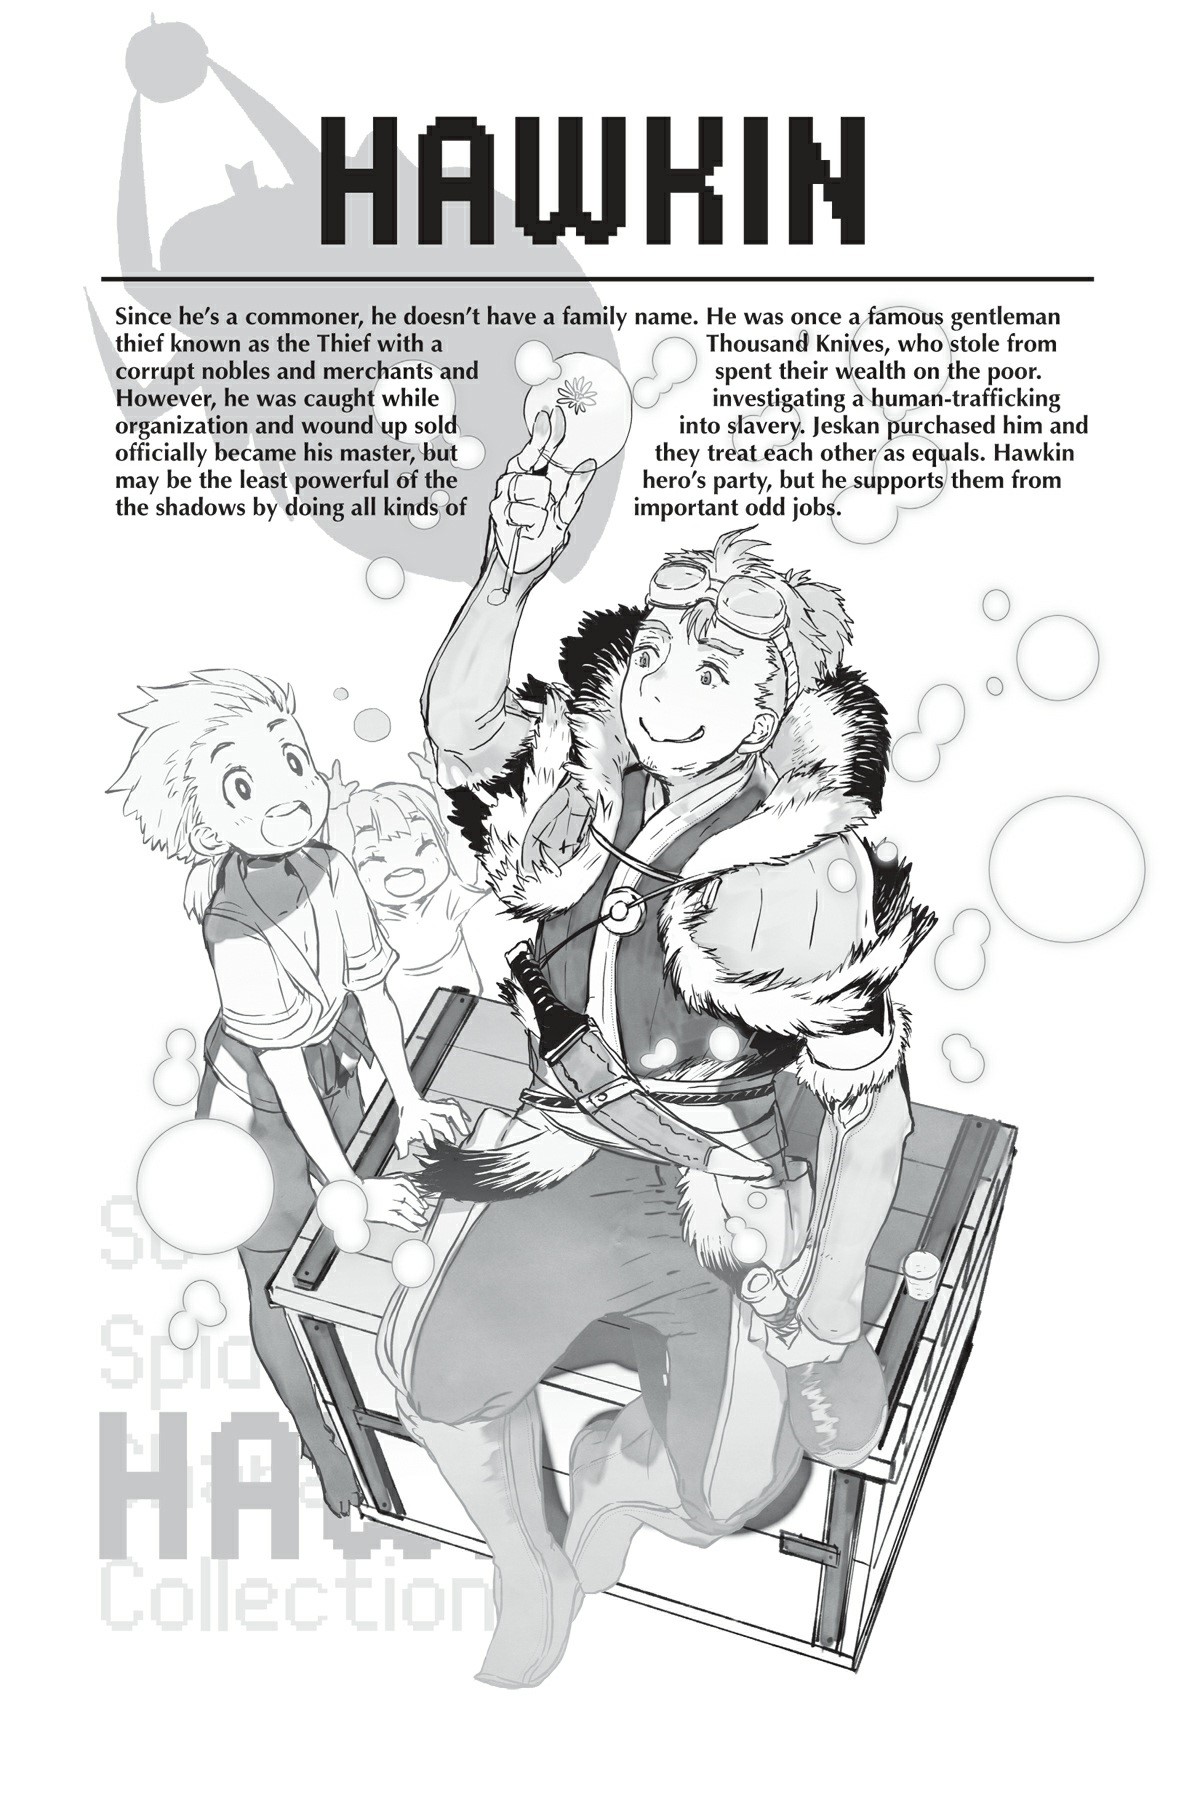 HAWKIN
Since he's a commoner, he doesn't have a family name. He was once a famous gentleman
thief known as the Thief with a Thousand Knives, who stole from
corrupt nobles and merchants and spent their wealth on the poor.
However, he was caught while investigating a human-trafficking
organization and wound up sold into slavery. Jeskan purchased him and
officially became his master, but they treat each other as equals. Hawkin
may be the least powerful of the hero's party, but he supports them from
the shadows by doing all kinds of important odd jobs.
Collection